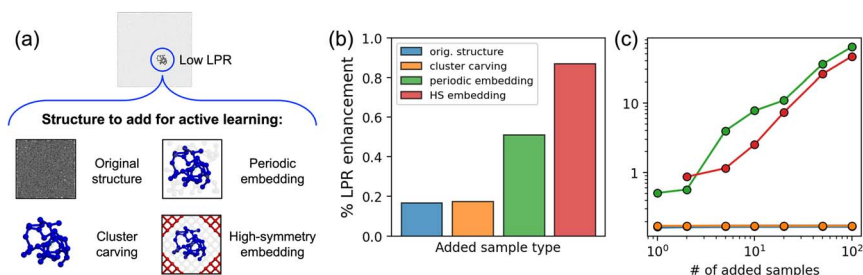 (a)
Low LPR
Structure to add for active learning:
Original
structure
Periodic
embedding
Cluster
carving
High-symmetry
embedding
(b)
% LPR enhancement
1.0
0.8
0.6
0.4
0.2
0.0
orig. structure
cluster carving
periodic embedding
HS embedding
Added sample type
(c)
10
1
10⁰
10¹
10²
# of added samples